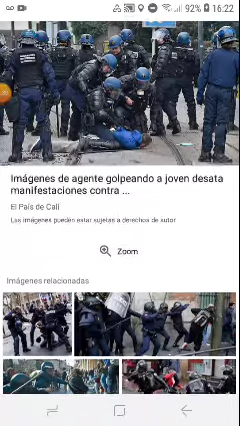 92% 16:22
Imágenes de agente golpeando a joven desata
manifestaciones contra ...
El País de Cali
Las imágenes pueden estar sujetas a derechos de autor
Zoom
Imágenes relacionadas